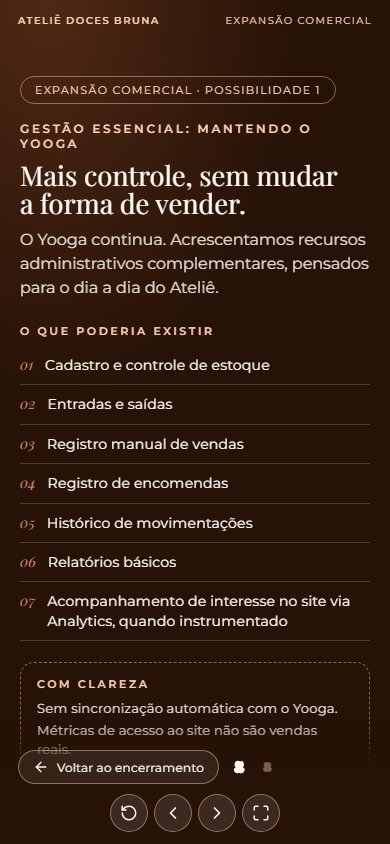 ATELIÊ DOCES BRUNA
EXPANSÃO COMERCIAL
EXPANSÃO COMERCIAL · POSSIBILIDADE 1
GESTÃO ESSENCIAL: MANTENDO O
YOOGA
Mais controle, sem mudar
a forma de vender.
O Yooga continua. Acrescentamos recursos
administrativos complementares, pensados
para o dia a dia do Ateliê.
O QUE PODERIA EXISTIR
01 Cadastro e controle de estoque
02 Entradas e saídas
03 Registro manual de vendas
04 Registro de encomendas
05 Histórico de movimentações
06 Relatórios básicos
07 Acompanhamento de interesse no site via
Analytics, quando instrumentado
COM CLAREZA
Sem sincronização automática com o Yooga.
Métricas de acesso ao site não são vendas
reais.
Voltar ao encerramento